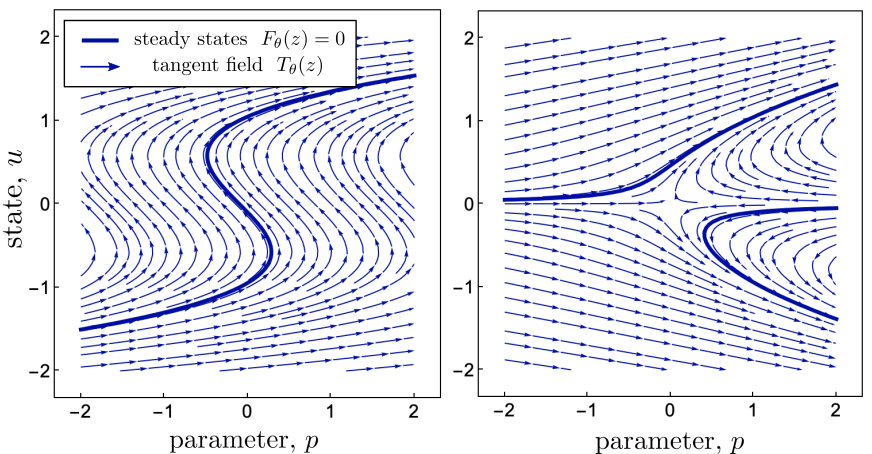 steady states F_θ(z) = 0
tangent field T_θ(z)
state, u
2
1
0
−1
−2
−2 −1 0 1 2
parameter, p
2
1
0
−1
−2
−2 −1 0 1 2
parameter, p